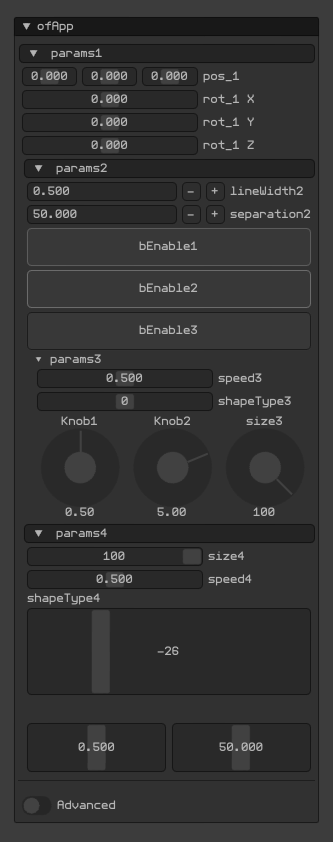 ofApp
params1
0.000 0.000 0.000 pos_1
0.000 rot_1 X
0.000 rot_1 Y
0.000 rot_1 Z
params2
0.500 - + lineWidth2
50.000 - + separation2
bEnable1
bEnable2
bEnable3
params3
0.500 speed3
0 shapeType3
Knob1 Knob2 size3
0.50 5.00 100
params4
100 size4
0.500 speed4
shapeType4
-26
0.500 50.000
Advanced